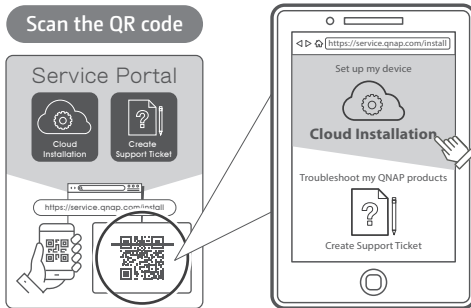 Scan the QR code
Service Portal
Cloud
Installation
Create
Support Ticket
https://service.qnap.com/install
https://service.qnap.com/install
Set up my device
Cloud Installation
Troubleshoot my QNAP products
Create Support Ticket